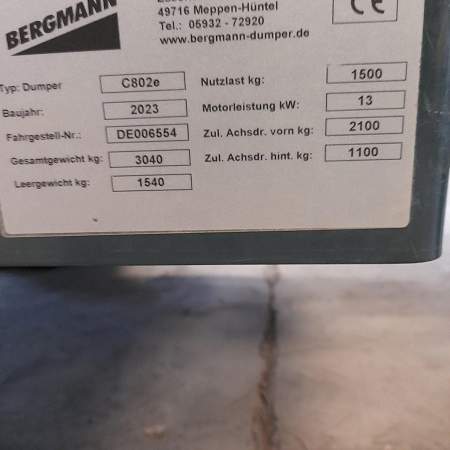 BERGMANN
49716 Meppen-Hüntel
Tel.: 05932 - 72920
www.bergmann-dumper.de
CE
Typ: Dumper C802e
Baujahr: 2023
Fahrgestell-Nr.: DE006554
Gesamtgewicht kg: 3040
Leergewicht kg: 1540
Nutzlast kg: 1500
Motorleistung kW: 13
Zul. Achsdr. vorn kg: 2100
Zul. Achsdr. hint. kg: 1100